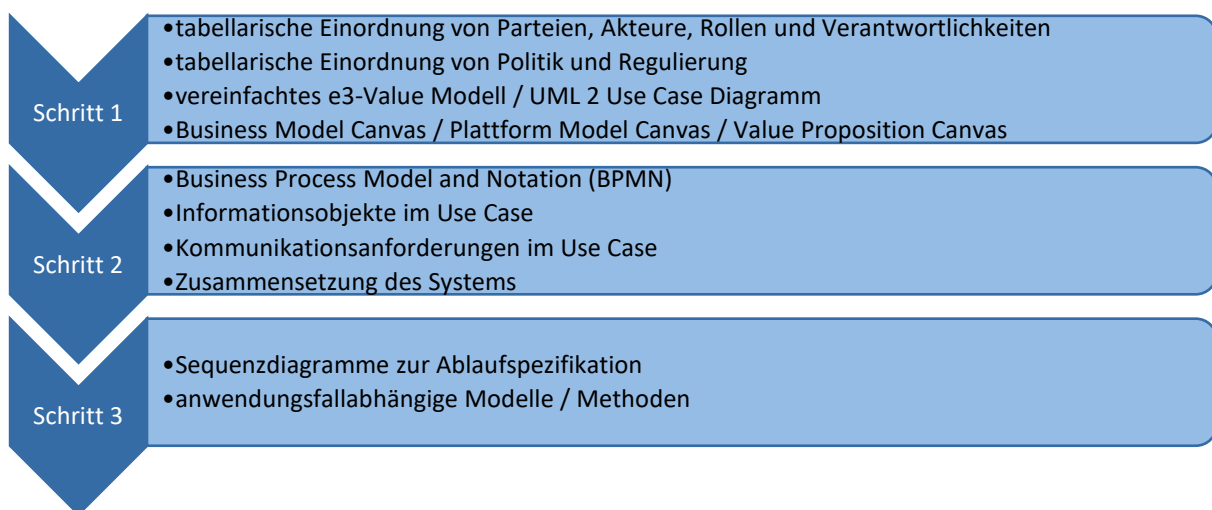 Schritt 1
•tabellarische Einordnung von Parteien, Akteure, Rollen und Verantwortlichkeiten
•tabellarische Einordnung von Politik und Regulierung
•vereinfachtes e3-Value Modell / UML 2 Use Case Diagramm
•Business Model Canvas / Plattform Model Canvas / Value Proposition Canvas
Schritt 2
•Business Process Model and Notation (BPMN)
•Informationsobjekte im Use Case
•Kommunikationsanforderungen im Use Case
•Zusammensetzung des Systems
Schritt 3
•Sequenzdiagramme zur Ablaufspezifikation
•anwendungsfallabhängige Modelle / Methoden